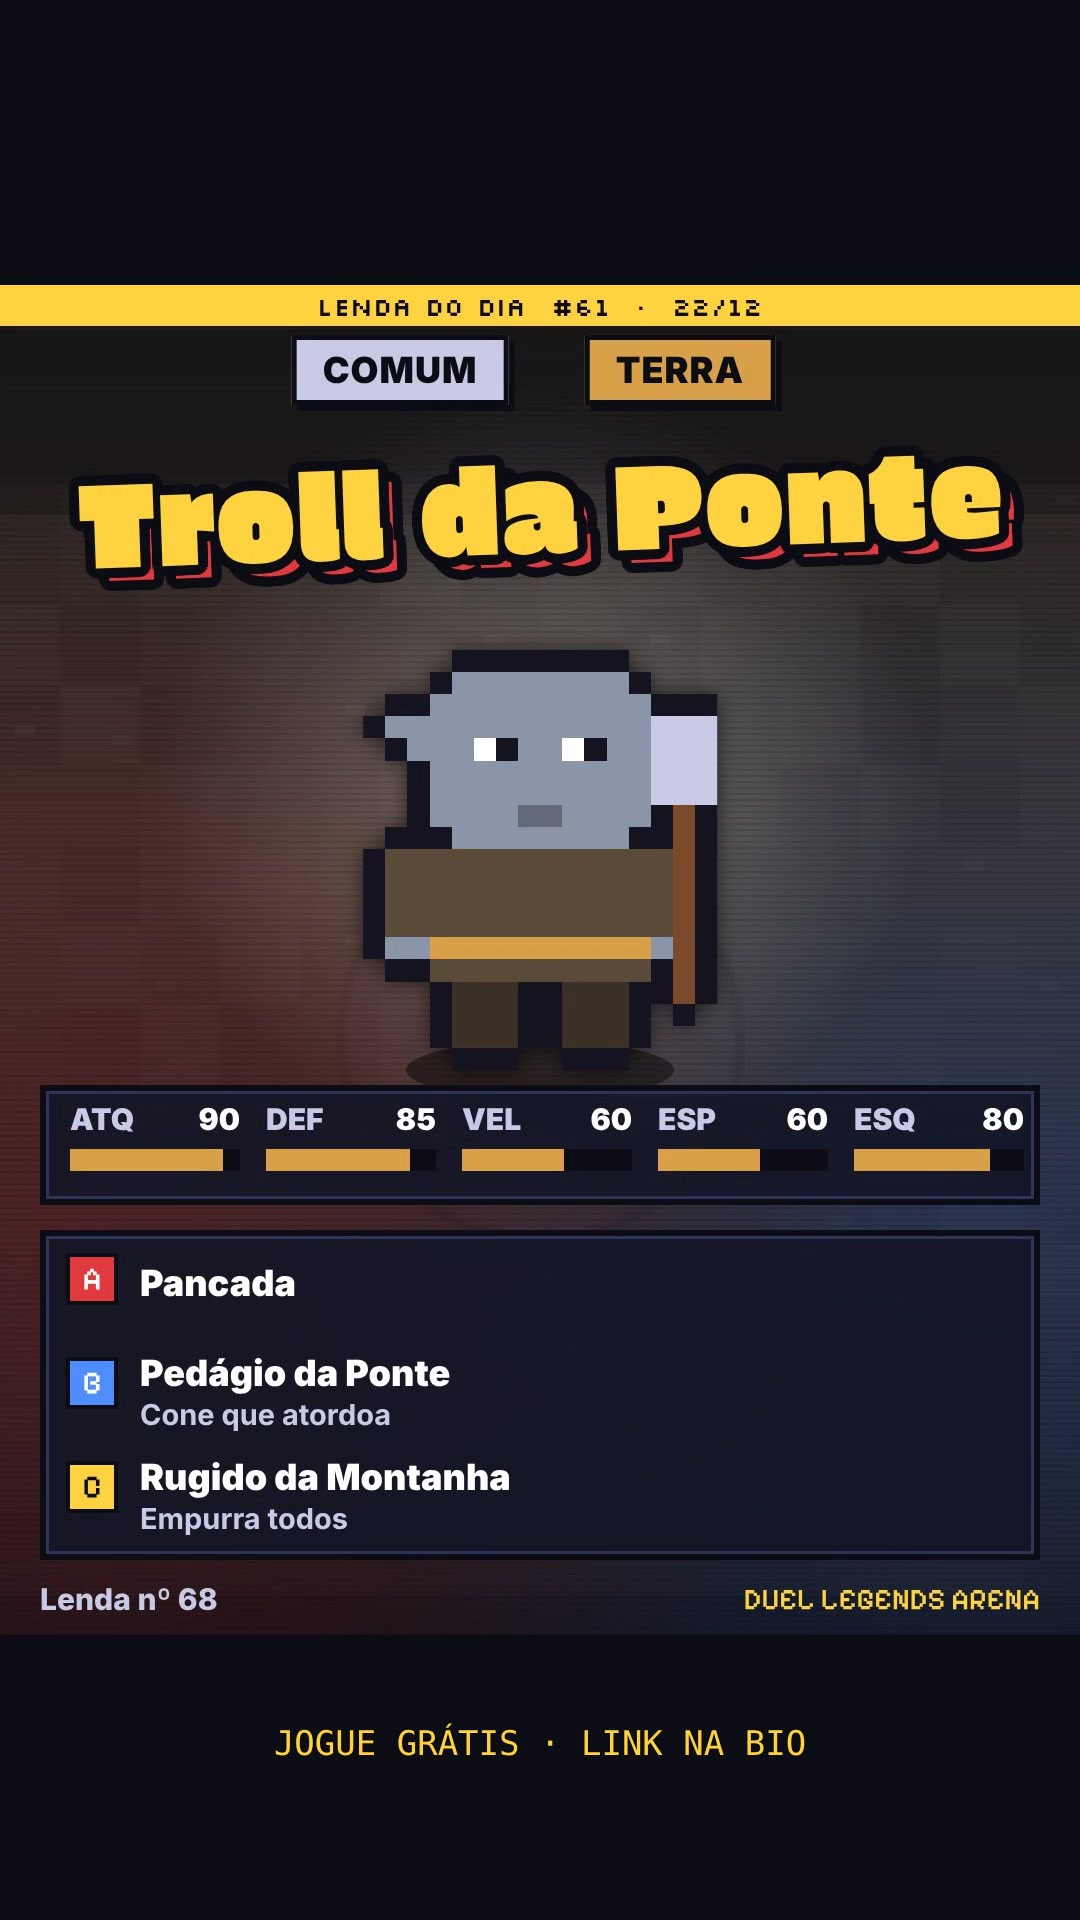 LENDA DO DIA #61 · 22/12
COMUM TERRA
Troll da Ponte
ATQ 90 DEF 85 VEL 60 ESP 60 ESQ 80
A Pancada
B Pedágio da Ponte
Cone que atordoa
C Rugido da Montanha
Empurra todos
Lenda nº 68 DUEL LEGENDS ARENA
JOGUE GRÁTIS · LINK NA BIO